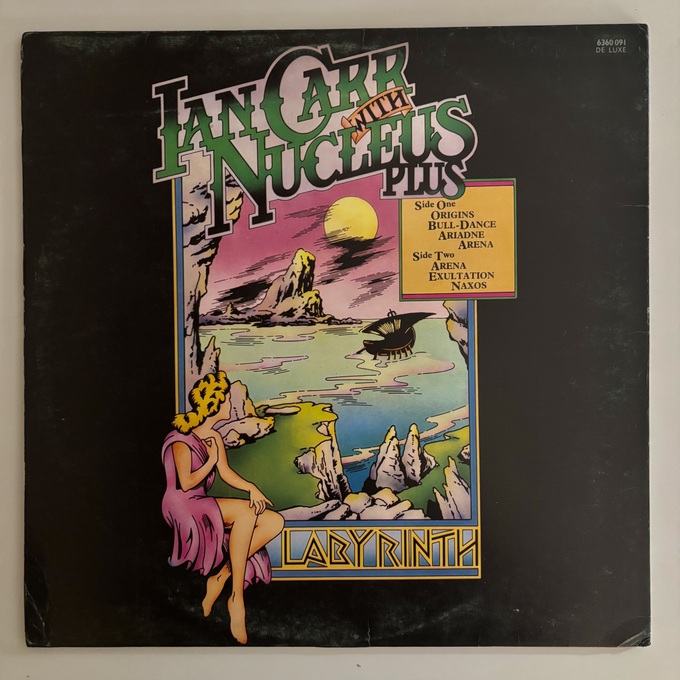 6360 091
DE LUXE
IAN CARR
WITH
NUCLEUS
PLUS
Side One
ORIGINS
BULL-DANCE
ARIADNE
ARENA
Side Two
ARENA
EXULTATION
NAXOS
LABYRINTH